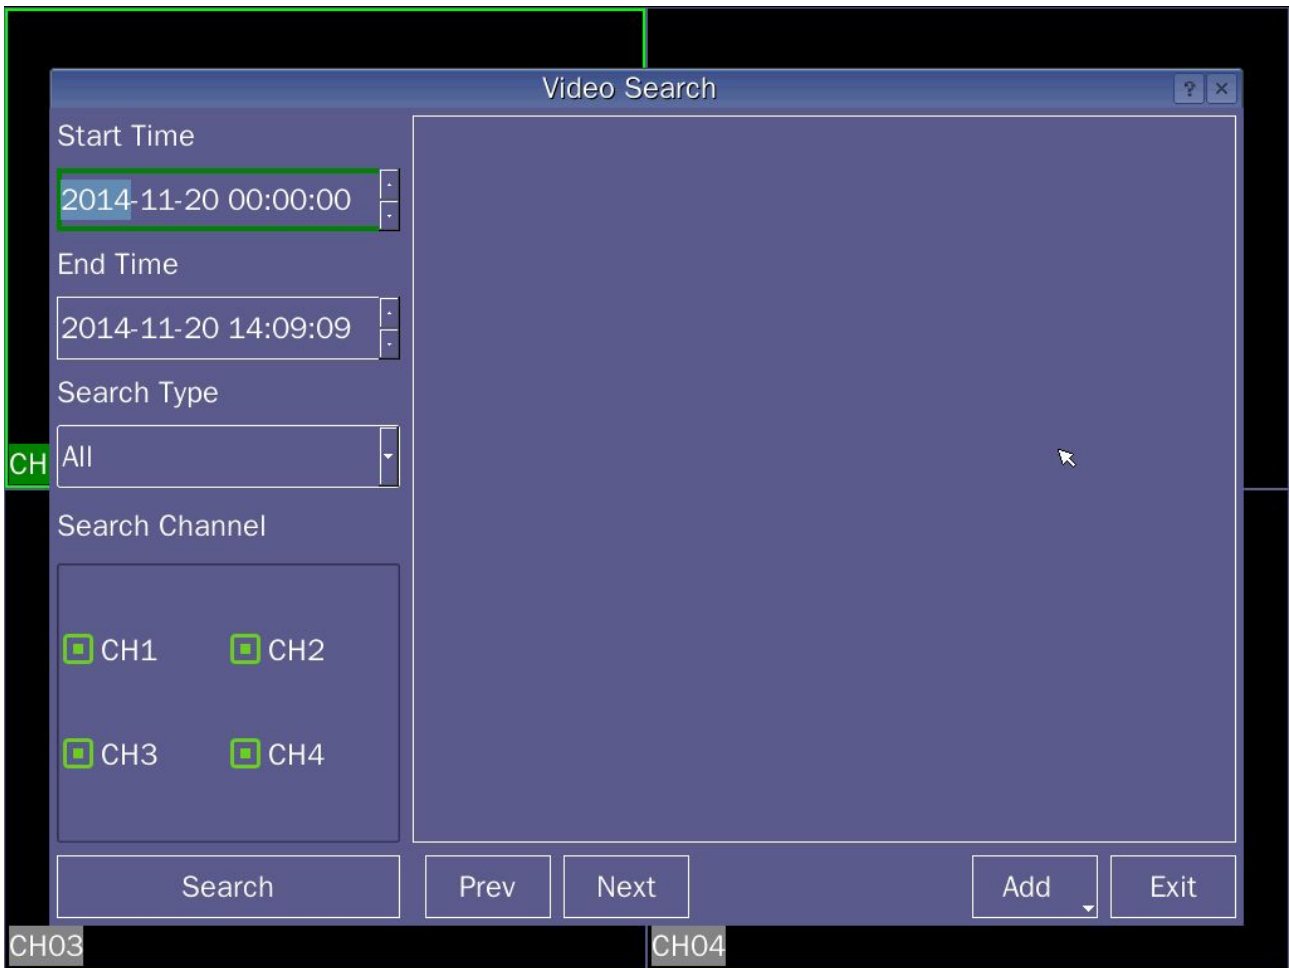 Video Search
? ×
Start Time
2014-11-20 00:00:00
End Time
2014-11-20 14:09:09
Search Type
All
CH
Search Channel
CH1 CH2
CH3 CH4
Search Prev Next Add Exit
CH03 CH04